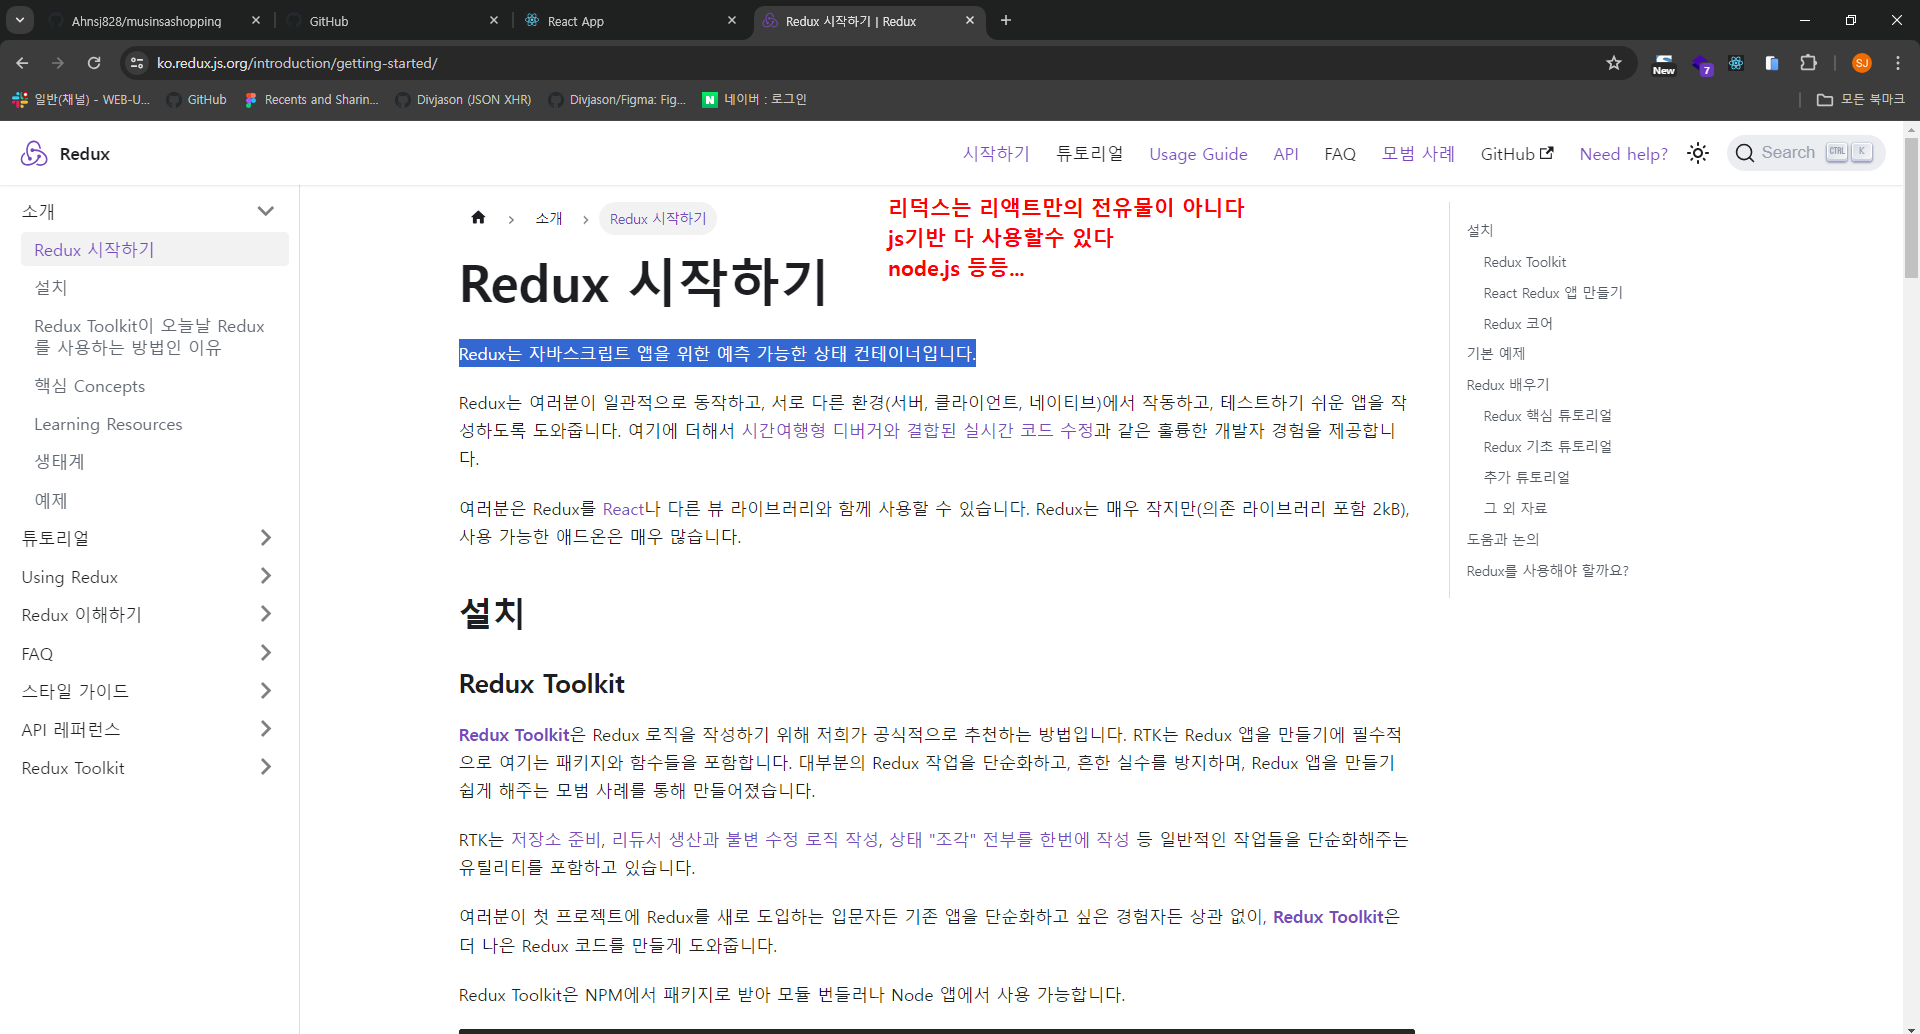 Ahnsj828/musinsashopping
GitHub
React App
Redux 시작하기 | Redux
ko.redux.js.org/introduction/getting-started/
New
7
SJ
일반(채널) - WEB-U...
GitHub
Recents and Sharin...
Divjason (JSON XHR)
Divjason/Figma: Fig...
N
네이버 : 로그인
모든 북마크
Redux
시작하기
튜토리얼
Usage Guide
API
FAQ
모범 사례
GitHub
Need help?
Search
CTRL
K
소개
Redux 시작하기
설치
Redux Toolkit이 오늘날 Redux
를 사용하는 방법인 이유
핵심 Concepts
Learning Resources
생태계
예제
튜토리얼
Using Redux
Redux 이해하기
FAQ
스타일 가이드
API 레퍼런스
Redux Toolkit
소개
Redux 시작하기
리덕스는 리액트만의 전유물이 아니다
js기반 다 사용할수 있다
node.js 등등...
Redux 시작하기
Redux는 자바스크립트 앱을 위한 예측 가능한 상태 컨테이너입니다.
Redux는 여러분이 일관적으로 동작하고, 서로 다른 환경(서버, 클라이언트, 네이티브)에서 작동하고, 테스트하기 쉬운 앱을 작
성하도록 도와줍니다. 여기에 더해서 시간여행형 디버거와 결합된 실시간 코드 수정과 같은 훌륭한 개발자 경험을 제공합니
다.
여러분은 Redux를 React나 다른 뷰 라이브러리와 함께 사용할 수 있습니다. Redux는 매우 작지만(의존 라이브러리 포함 2kB),
사용 가능한 애드온은 매우 많습니다.
설치
Redux Toolkit
Redux Toolkit은 Redux 로직을 작성하기 위해 저희가 공식적으로 추천하는 방법입니다. RTK는 Redux 앱을 만들기에 필수적
으로 여기는 패키지와 함수들을 포함합니다. 대부분의 Redux 작업을 단순화하고, 흔한 실수를 방지하며, Redux 앱을 만들기
쉽게 해주는 모범 사례를 통해 만들어졌습니다.
RTK는 저장소 준비, 리듀서 생산과 불변 수정 로직 작성, 상태 "조각" 전부를 한번에 작성 등 일반적인 작업들을 단순화해주는
유틸리티를 포함하고 있습니다.
여러분이 첫 프로젝트에 Redux를 새로 도입하는 입문자든 기존 앱을 단순화하고 싶은 경험자든 상관 없이, Redux Toolkit은
더 나은 Redux 코드를 만들게 도와줍니다.
Redux Toolkit은 NPM에서 패키지로 받아 모듈 번들러나 Node 앱에서 사용 가능합니다.
설치
Redux Toolkit
React Redux 앱 만들기
Redux 코어
기본 예제
Redux 배우기
Redux 핵심 튜토리얼
Redux 기초 튜토리얼
추가 튜토리얼
그 외 자료
도움과 논의
Redux를 사용해야 할까요?